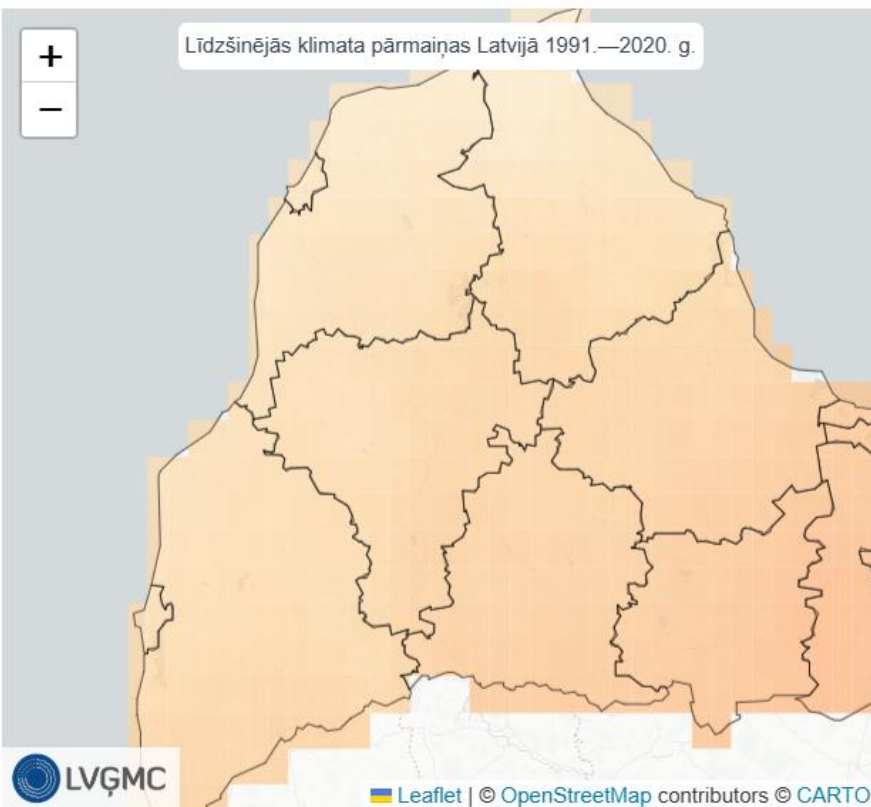 +
Līdzšinējās klimata pārmaiņas Latvijā 1991.—2020. g.
−
LVĢMC
Leaflet | © OpenStreetMap contributors © CARTO